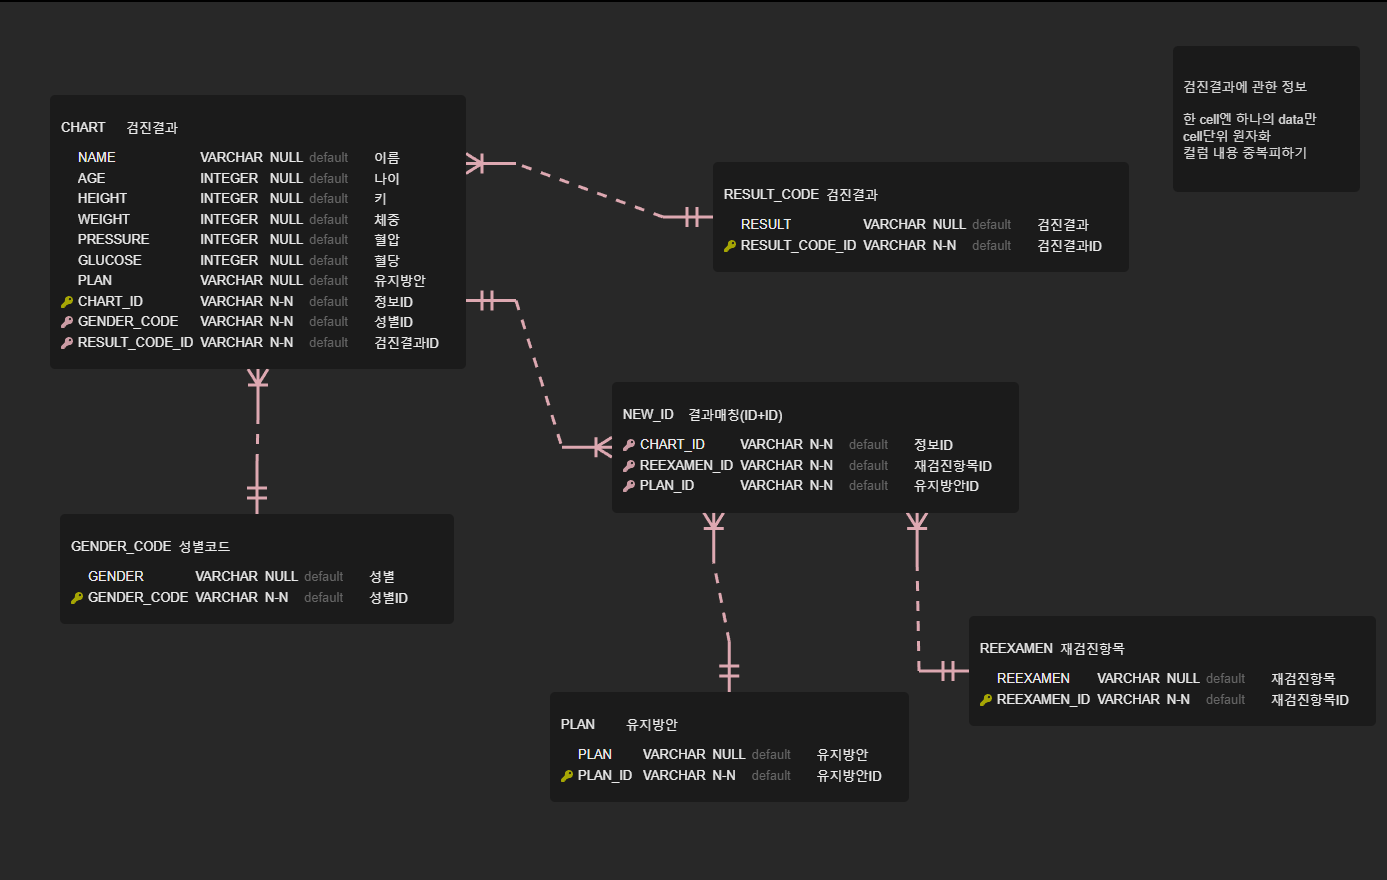 검진결과에 관한 정보
한 cell엔 하나의 data만
cell단위 원자화
컬럼 내용 중복피하기
CHART 검진결과
NAME VARCHAR NULL default 이름
AGE INTEGER NULL default 나이
HEIGHT INTEGER NULL default 키
WEIGHT INTEGER NULL default 체중
PRESSURE INTEGER NULL default 혈압
GLUCOSE INTEGER NULL default 혈당
PLAN VARCHAR NULL default 유지방안
CHART_ID VARCHAR N-N default 정보ID
GENDER_CODE VARCHAR N-N default 성별ID
RESULT_CODE_ID VARCHAR N-N default 검진결과ID
RESULT_CODE 검진결과
RESULT VARCHAR NULL default 검진결과
RESULT_CODE_ID VARCHAR N-N default 검진결과ID
NEW_ID 결과매칭(ID+ID)
CHART_ID VARCHAR N-N default 정보ID
REEXAMEN_ID VARCHAR N-N default 재검진항목ID
PLAN_ID VARCHAR N-N default 유지방안ID
GENDER_CODE 성별코드
GENDER VARCHAR NULL default 성별
GENDER_CODE VARCHAR N-N default 성별ID
REEXAMEN 재검진항목
REEXAMEN VARCHAR NULL default 재검진항목
REEXAMEN_ID VARCHAR N-N default 재검진항목ID
PLAN 유지방안
PLAN VARCHAR NULL default 유지방안
PLAN_ID VARCHAR N-N default 유지방안ID